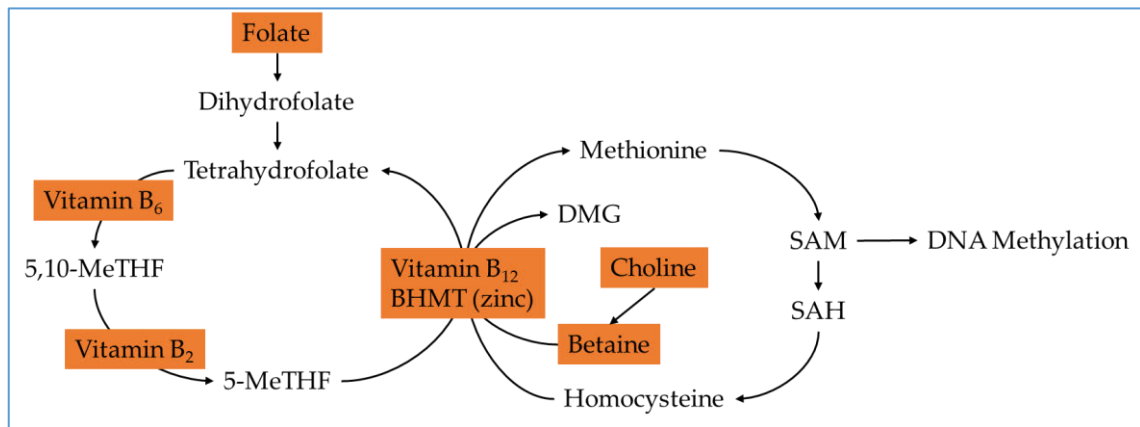 Folate
Dihydrofolate
Tetrahydrofolate
Vitamin B₆
5,10-MeTHF
Vitamin B₂
5-MeTHF
Vitamin B₁₂
BHMT (zinc)
Methionine
DMG
Choline
Betaine
Homocysteine
SAM
DNA Methylation
SAH